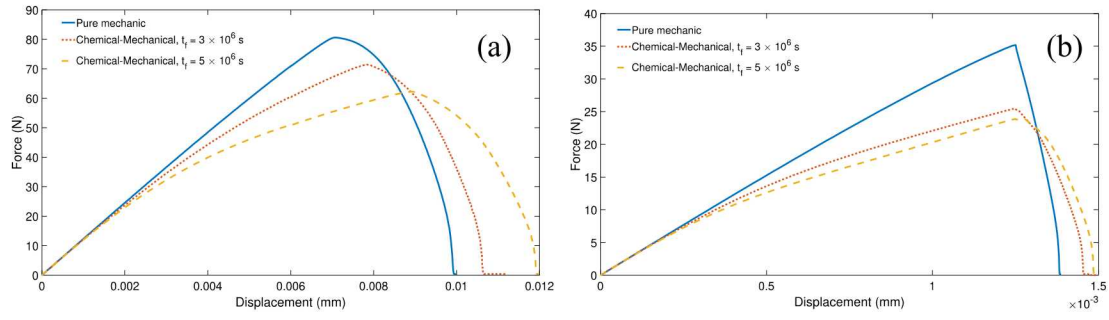 90
80
70
60
50
40
30
20
10
0
Force (N)
Pure mechanic
Chemical-Mechanical, t_f = 3 × 10^6 s
Chemical-Mechanical, t_f = 5 × 10^6 s
(a)
0 0.002 0.004 0.006 0.008 0.01 0.012
Displacement (mm)
40
35
30
25
20
15
10
5
0
Force (N)
Pure mechanic
Chemical-Mechanical, t_f = 3 × 10^6 s
Chemical-Mechanical, t_f = 5 × 10^6 s
(b)
0 0.5 1 1.5
Displacement (mm)
×10^-3